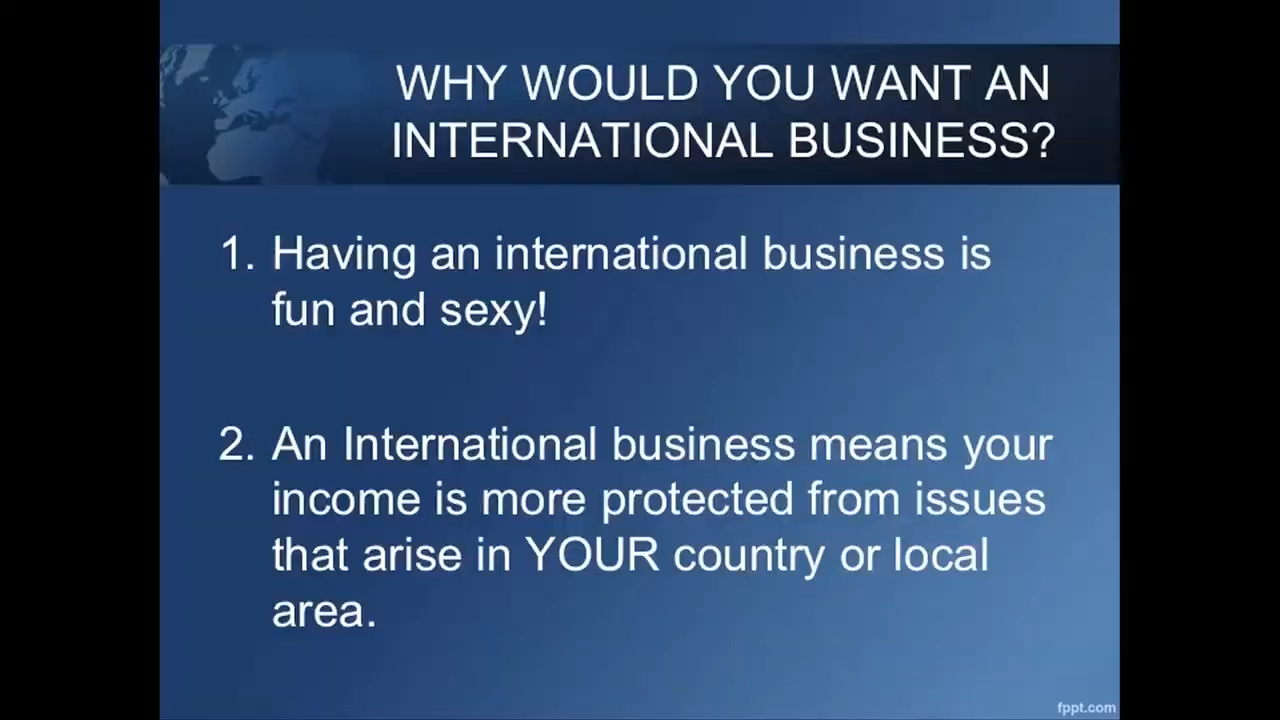 WHY WOULD YOU WANT AN
INTERNATIONAL BUSINESS?
1. Having an international business is
fun and sexy!
2. An International business means your
income is more protected from issues
that arise in YOUR country or local
area.
fppt.com